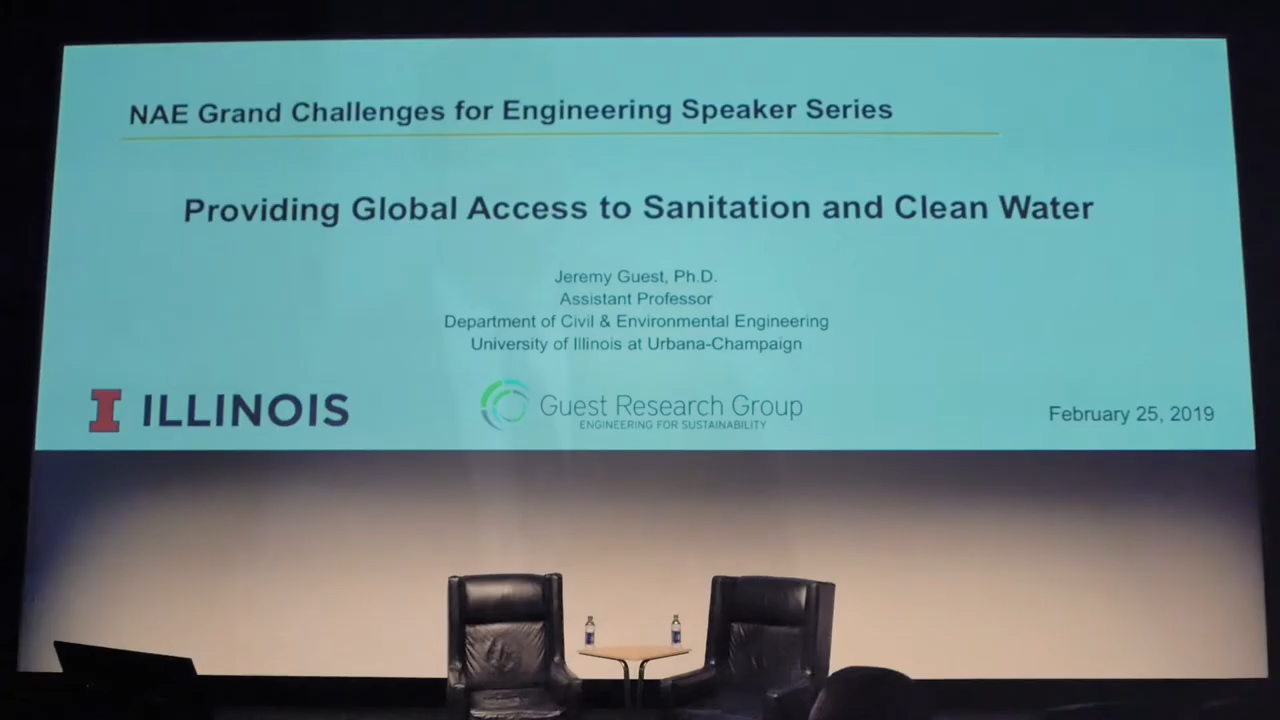 NAE Grand Challenges for Engineering Speaker Series
Providing Global Access to Sanitation and Clean Water
Jeremy Guest, Ph.D.
Assistant Professor
Department of Civil & Environmental Engineering
University of Illinois at Urbana-Champaign
I ILLINOIS
Guest Research Group
ENGINEERING FOR SUSTAINABILITY
February 25, 2019